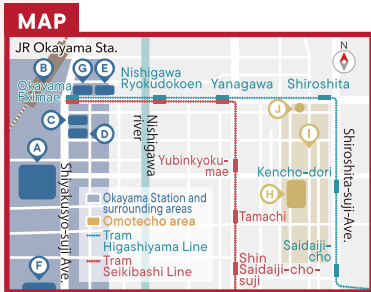 MAP
JR Okayama Sta.
N
B
G
E
Okayama
Ekimae
Nishigawa
Ryokudokoen
Yanagawa
Shiroshita
C
D
J
I
A
Nishigawa
river
Yubinkyoku-
mae
Kencho-dori
Shiroshita-suji-Ave.
Shiyakusyo-suji Ave.
H
Okayama Station and
surrounding areas
Omotecho area
Tram
Higashiyama Line
Tram
Seikibashi Line
Tamachi
Saidaiji-
cho
Shin
Saidaiji-cho-
suji
F